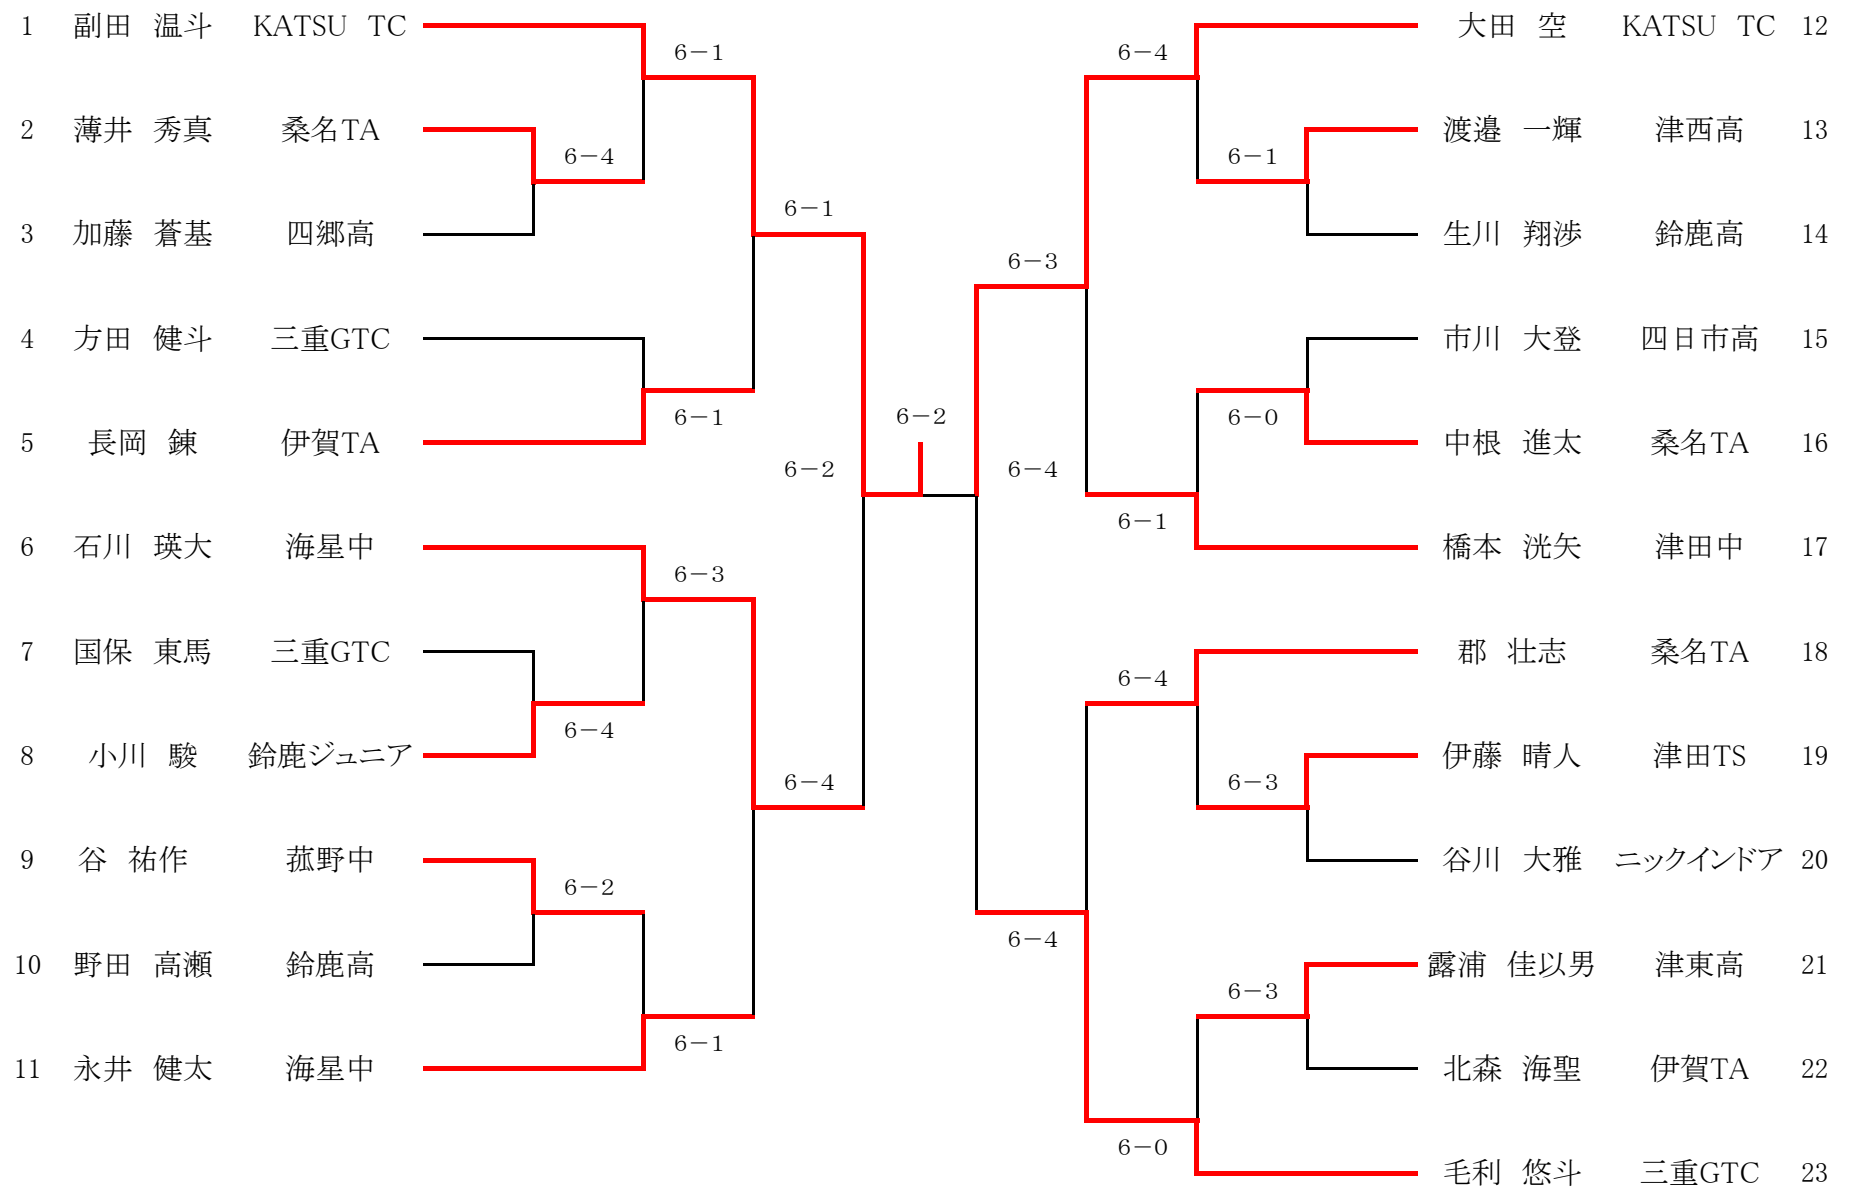 1 副田 温斗 KATSU TC
6-1
2 薄井 秀真 桑名TA
6-4
3 加藤 蒼基 四郷高
6-1
4 方田 健斗 三重GTC
6-1
5 長岡 錬 伊賀TA
6-2
6 石川 瑛大 海星中
6-3
7 国保 東馬 三重GTC
6-4
8 小川 駿 鈴鹿ジュニア
6-4
9 谷 祐作 菰野中
6-2
10 野田 高瀬 鈴鹿高
6-1
11 永井 健太 海星中
6-2
大田 空 KATSU TC 12
6-4
渡邉 一輝 津西高 13
6-1
生川 翔渉 鈴鹿高 14
6-3
市川 大登 四日市高 15
6-0
中根 進太 桑名TA 16
6-4
6-1
橋本 洸矢 津田中 17
郡 壮志 桑名TA 18
6-4
伊藤 晴人 津田TS 19
6-3
谷川 大雅 ニックインドア 20
6-4
露浦 佳以男 津東高 21
6-3
北森 海聖 伊賀TA 22
6-0
毛利 悠斗 三重GTC 23